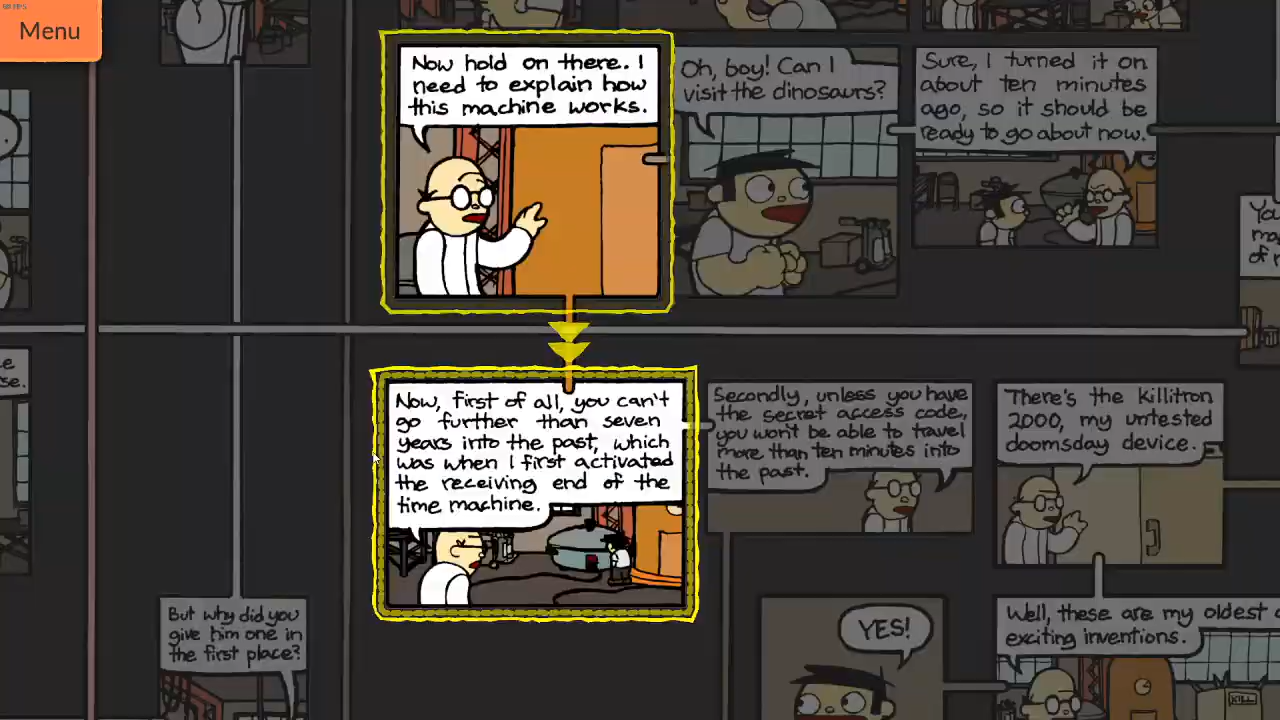 Menu
Now hold on there. I
need to explain how
this machine works.
Oh, boy! Can I
visit the dinosaurs?
Sure, I turned it on
about ten minutes
ago, so it should be
ready to go about now.
Now, first of all, you can't
go further than seven
years into the past, which
was when I first activated
the receiving end of the
time machine.
Secondly, unless you have
the secret access code,
you won't be able to travel
more than ten minutes into
the past.
There's the Killitron
2000, my untested
doomsday device.
But why did you
give him one in
the first place?
YES!
Well, these are my oldest
exciting inventions.
KILL